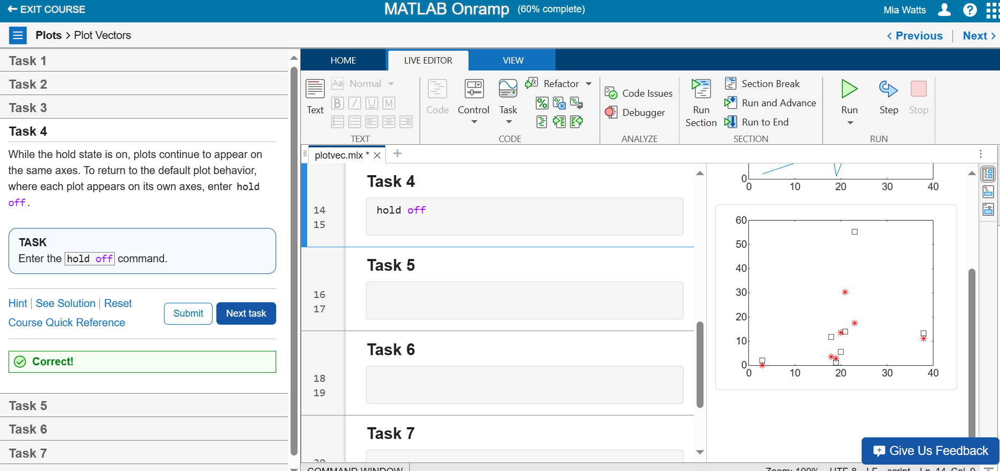 EXIT COURSE
MATLAB Onramp (60% complete)
Mia Watts
Plots > Plot Vectors
< Previous
Next >
Task 1
Task 2
Task 3
Task 4
While the hold state is on, plots continue to appear on
the same axes. To return to the default plot behavior,
where each plot appears on its own axes, enter hold
off.
TASK
Enter the hold off command.
Hint | See Solution | Reset
Course Quick Reference
Submit
Next task
Correct!
Task 5
Task 6
Task 7
HOME
LIVE EDITOR
VIEW
Text
Aa Normal
B I U M
TEXT
Code
Control
Task
Refactor
CODE
Code Issues
Debugger
ANALYZE
Run
Section
Section Break
Run and Advance
Run to End
SECTION
Run
Step
Stop
RUN
plotvec.mlx *
Task 4
14 hold off
15
Task 5
16
17
Task 6
18
19
Task 7
20
0
0 10 20 30 40
60
50
40
30
20
10
0
0 10 20 30 40
Give Us Feedback
COMMAND WINDOW
Zoom: 100% UTF-8 LF script Ln 14 Col 9